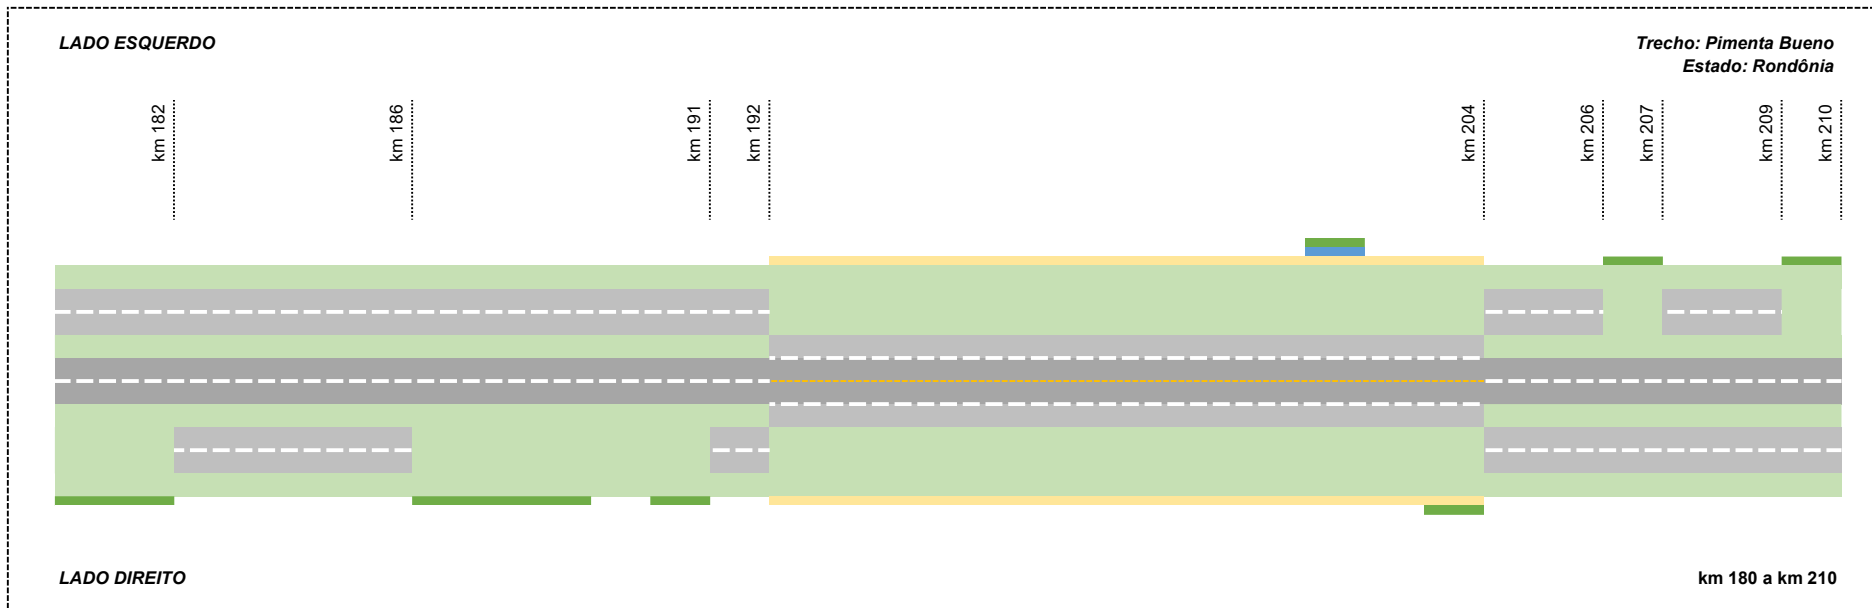 LADO ESQUERDO
Trecho: Pimenta Bueno
Estado: Rondônia
km 182
km 186
km 191
km 192
km 204
km 206
km 207
km 209
km 210
LADO DIREITO
km 180 a km 210